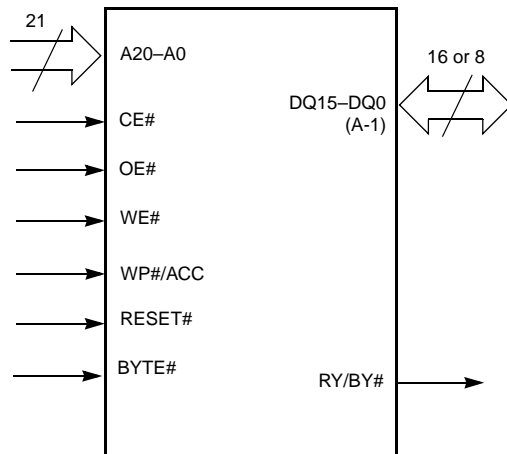 21
A20–A0
16 or 8
DQ15–DQ0
(A-1)
CE#
OE#
WE#
WP#/ACC
RESET#
BYTE#
RY/BY#